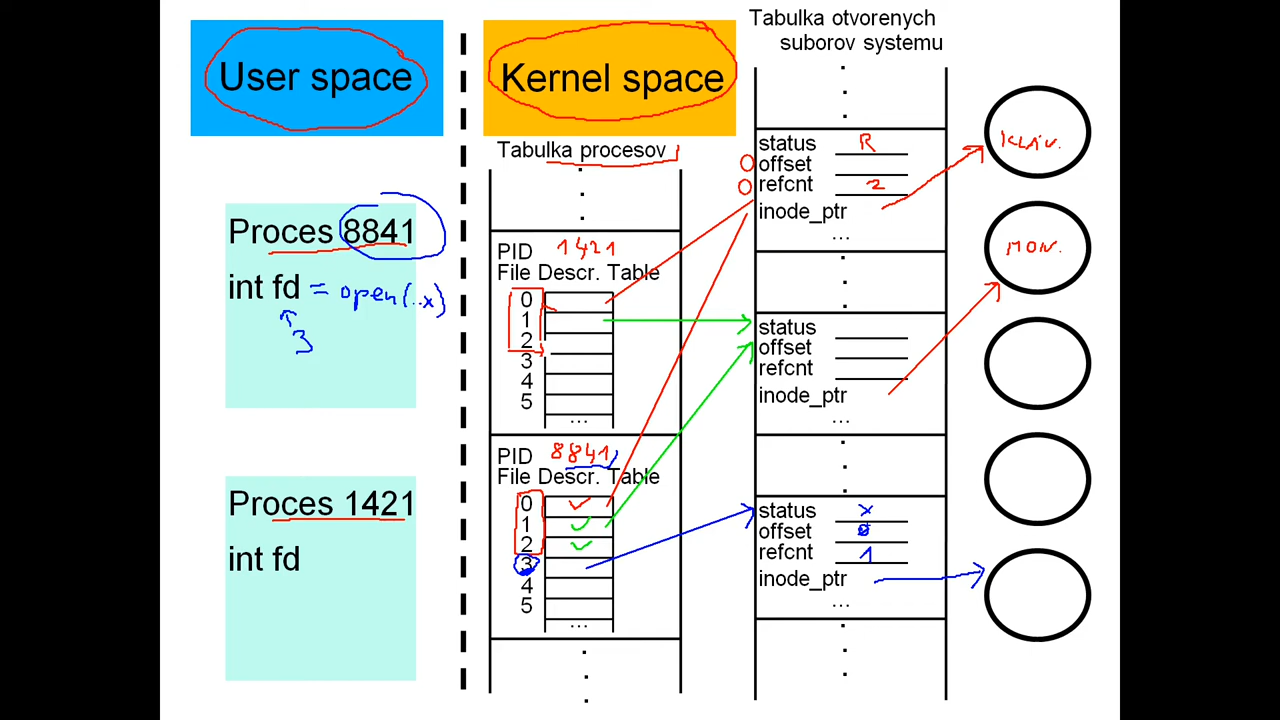 User space
Proces 8841
int fd = open(..x)
3
Proces 1421
int fd
Kernel space
Tabulka procesov
PID 1421
File Descr. Table
0
1
2
3
4
5
...
PID 8841
File Descr. Table
0
1
2
3
4
5
...
Tabulka otvorenych
suborov systemu
status R
offset
refcnt 2
inode_ptr
...
status
offset
refcnt
inode_ptr
...
status x
offset 0
refcnt 1
inode_ptr
...
KLÁV.
MON.